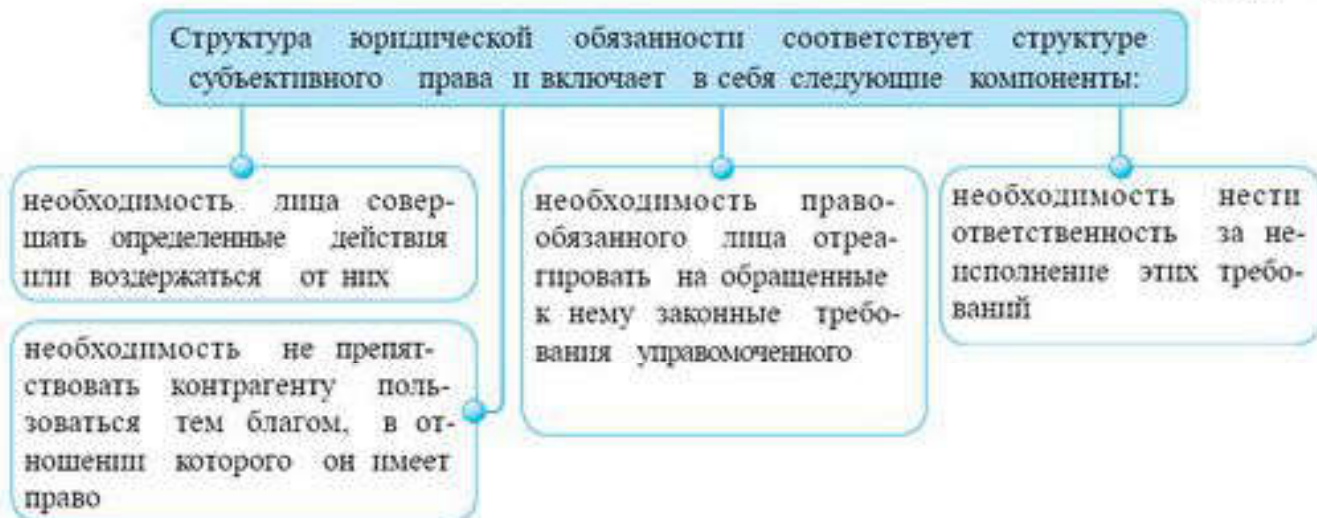 Структура юридической обязанности соответствует структуре
субъективного права и включает в себя следующие компоненты:
необходимость лица совер-
шать определенные действия
или воздержаться от них
необходимость не препят-
ствовать контрагенту поль-
зоваться тем благом, в от-
ношении которого он имеет
право
необходимость право-
обязанного лица отреа-
гировать на обращенные
к нему законные требо-
вания управомоченного
необходимость нести
ответственность за не-
исполнение этих требо-
ваний